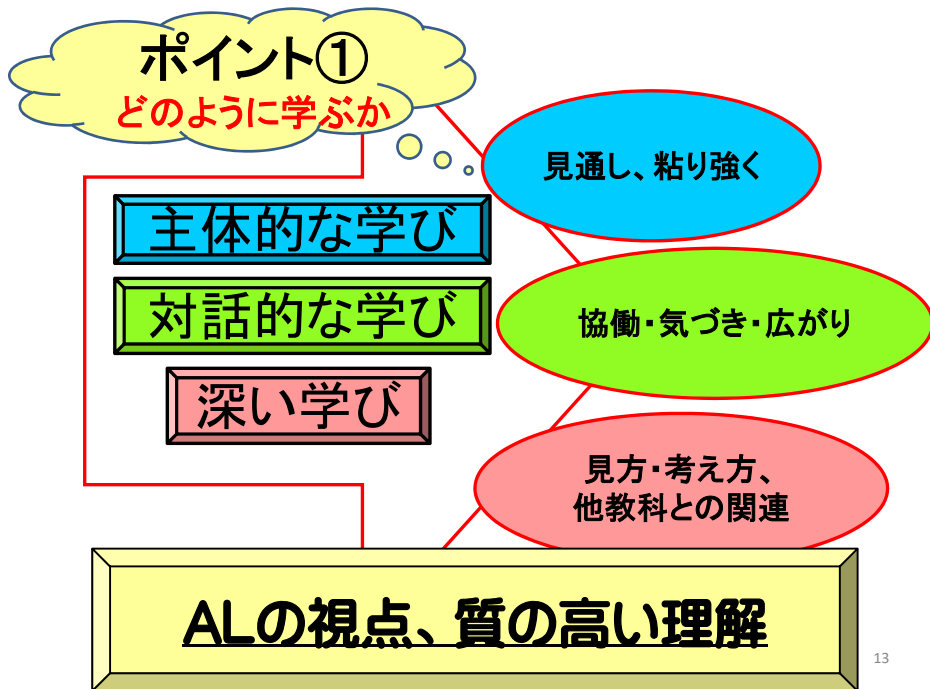 ポイント①
どのように学ぶか
見通し、粘り強く
主体的な学び
対話的な学び
協働・気づき・広がり
深い学び
見方・考え方、
他教科との関連
ALの視点、質の高い理解
13